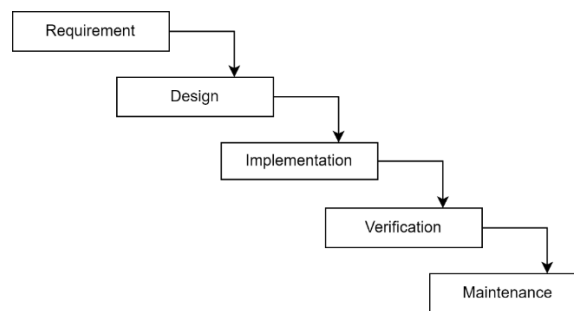 Requirement
Design
Implementation
Verification
Maintenance